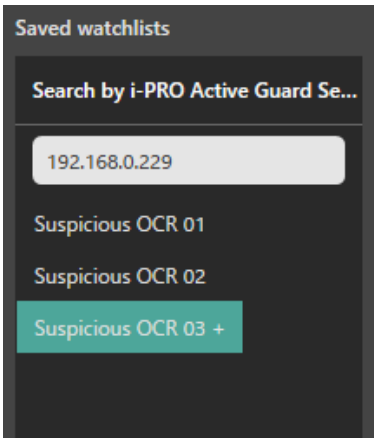 Saved watchlists
Search by i-PRO Active Guard Se...
192.168.0.229
Suspicious OCR 01
Suspicious OCR 02
Suspicious OCR 03 +